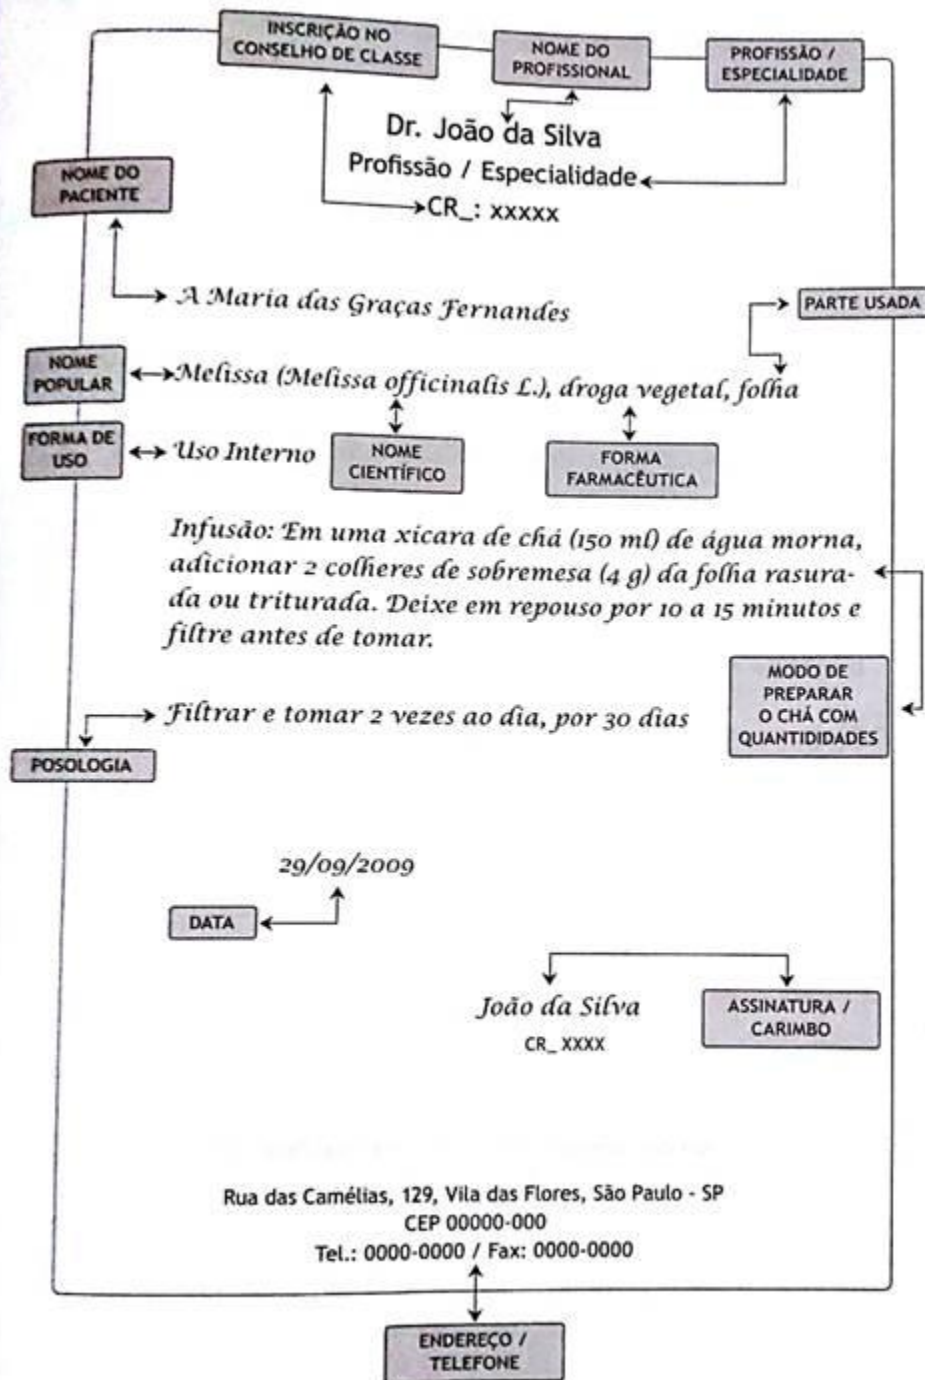 INSCRIÇÃO NO
CONSELHO DE CLASSE
NOME DO
PROFISSIONAL
PROFISSÃO /
ESPECIALIDADE
Dr. João da Silva
Profissão / Especialidade
CR_: xxxxx
NOME DO
PACIENTE
A Maria das Graças Fernandes
PARTE USADA
NOME
POPULAR
Melissa (Melissa officinalis L.), droga vegetal, folha
FORMA DE
USO
Uso Interno
NOME
CIENTÍFICO
FORMA
FARMACÊUTICA
Infusão: Em uma xicara de chá (150 ml) de água morna,
adicionar 2 colheres de sobremesa (4 g) da folha rasura-
da ou triturada. Deixe em repouso por 10 a 15 minutos e
filtre antes de tomar.
MODO DE
PREPARAR
O CHÁ COM
QUANTIDIDADES
Filtrar e tomar 2 vezes ao dia, por 30 dias
POSOLOGIA
29/09/2009
DATA
João da Silva
CR_ XXXX
ASSINATURA /
CARIMBO
Rua das Camélias, 129, Vila das Flores, São Paulo - SP
CEP 00000-000
Tel.: 0000-0000 / Fax: 0000-0000
ENDEREÇO /
TELEFONE